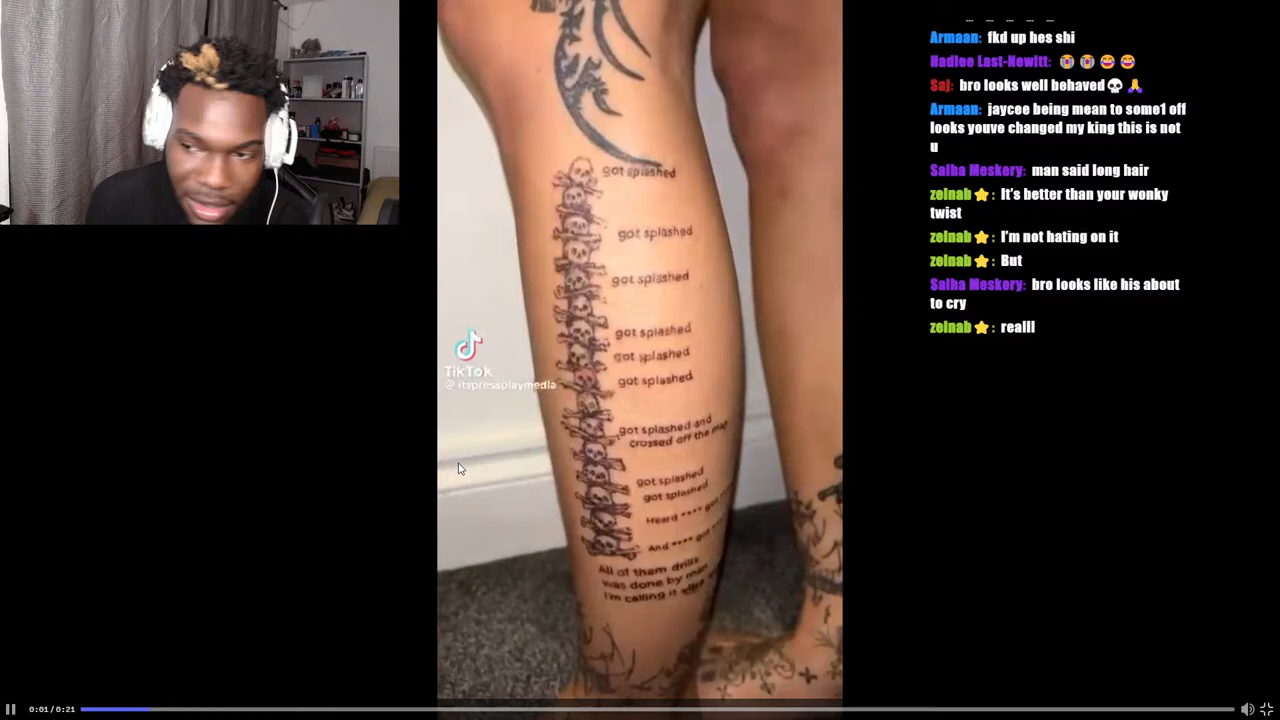 Armaan: fkd up hes shi
Hadlee Last-Newitt: 😭 😭 😂 😂
Saj: bro looks well behaved💀🙏
Armaan: jaycee being mean to some1 off
looks youve changed my king this is not
u
Salha Meskery: man said long hair
zeinab⭐: It's better than your wonky
twist
zeinab⭐: I'm not hating on it
zeinab⭐: But
Salha Meskery: bro looks like his about
to cry
zeinab⭐: realll
got splashed
got splashed
got splashed
got splashed
got splashed
got splashed
got splashed and
crossed off the map
got splashed
got splashed
Heard **** got
And **** got
All of them drills
was done by man
I'm calling it
TikTok
@itspressplaymedia
0:01 / 0:21